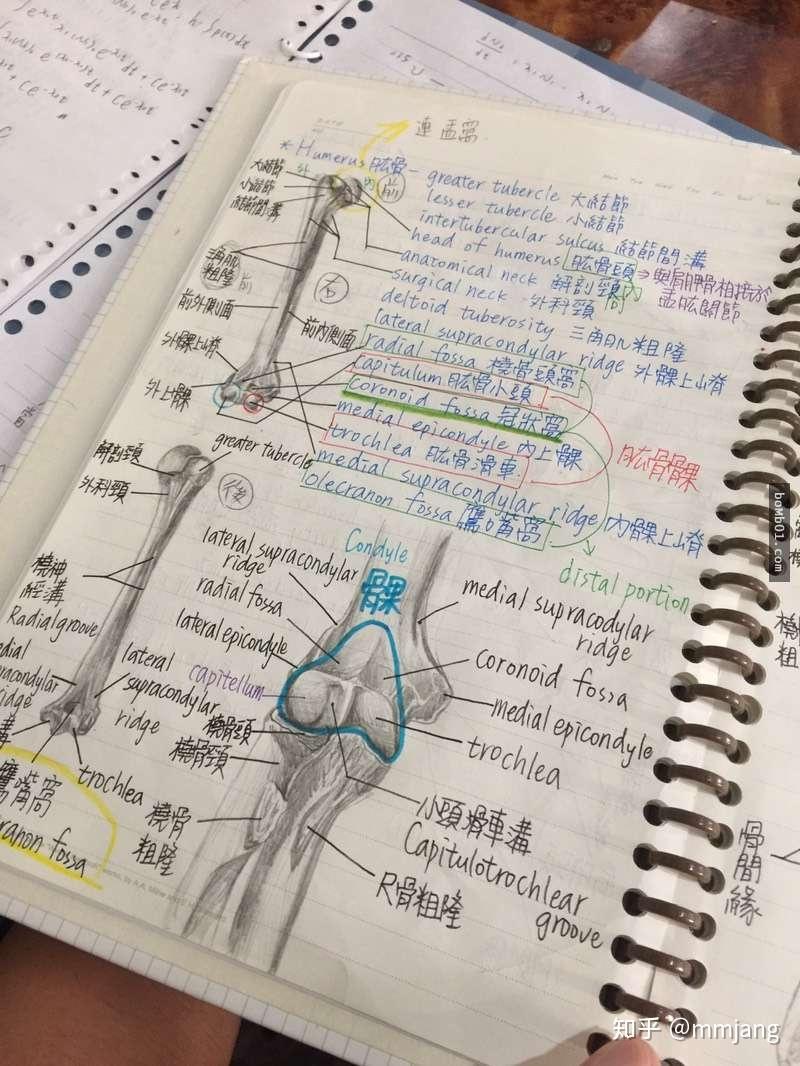 連盂窩
* Humerus 肱骨 -
greater tubercle 大結節
lesser tubercle 小結節
intertubercular sulcus 結節間溝
head of humerus 肱骨頭 ⇒ 與肩胛骨相抵於
盂肱關節
anatomical neck 解剖頸
surgical neck 外科頸
deltoid tuberosity 三角肌粗隆
lateral supracondylar ridge 外髁上脊
radial fossa 橈骨頭窩
capitulum 肱骨小頭
coronoid fossa 冠狀窩
medial epicondyle 內上髁
trochlea 肱骨滑車
medial supracondylar ridge 內髁上脊
olecranon fossa 鷹嘴窩
肱骨髁
distal portion
大結節
小結節
結節間溝
外
內
前
三角肌
粗隆
前
右
前外側面
前內側面
外髁上脊
外上髁
解剖頸
外科頸
greater tubercle
後
橈神
經溝
Radial groove
lateral
supracondylar
ridge
trochlea
鷹嘴窩
cranon fossa
Condyle
髁
lateral supracondylar
ridge
radial fossa
lateral epicondyle
capitellum
橈骨頭
橈骨頸
橈骨
粗隆
medial supracodylar
ridge
coronoid fossa
medial epicondyle
trochlea
小頭滑車溝
Capitulotrochlear
groove
尺骨粗隆
骨
間
緣
bomb01.com
知乎 @mmjang